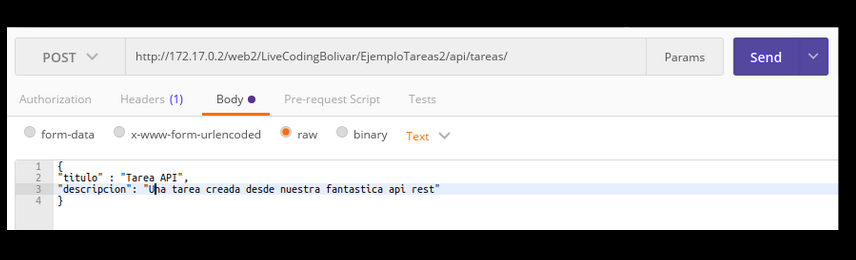 POST http://172.17.0.2/web2/LiveCodingBolivar/EjemploTareas2/api/tareas/ Params Send
Authorization Headers (1) Body Pre-request Script Tests
form-data x-www-form-urlencoded raw binary Text
1 {
2 "titulo" : "Tarea API",
3 "descripcion": "Una tarea creada desde nuestra fantastica api rest"
4 }